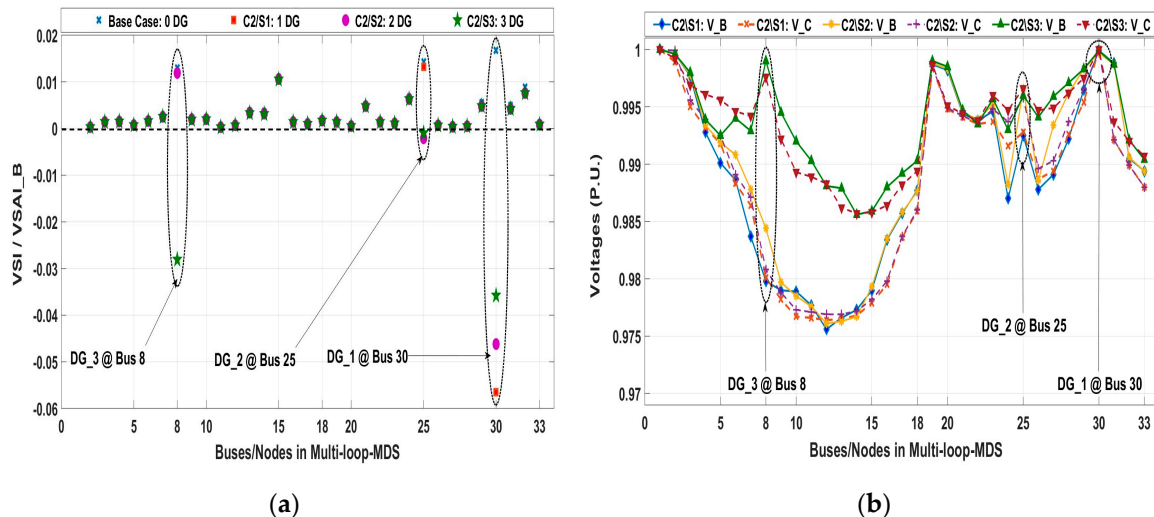 Base Case: 0 DG C2/S1: 1 DG C2/S2: 2 DG C2/S3: 3 DG
0.02
0.01
0
-0.01
-0.02
-0.03
-0.04
-0.05
-0.06
VSI / VSAI_B
DG_3 @ Bus 8
DG_2 @ Bus 25
DG_1 @ Bus 30
0 5 8 11 15 18 20 25 30 33
Buses/Nodes in Multi-loop-MDS
(a)
C2\S1: V_B C2\S1: V_C C2\S2: V_B C2\S2: V_C C2\S3: V_B C2\S3: V_C
1
0.995
0.99
0.985
0.98
0.975
0.97
Voltages (P.U.)
DG_2 @ Bus 25
DG_3 @ Bus 8
DG_1 @ Bus 30
0 5 8 10 13 18 20 25 30 33
Buses/Nodes in Multi-loop-MDS
(b)